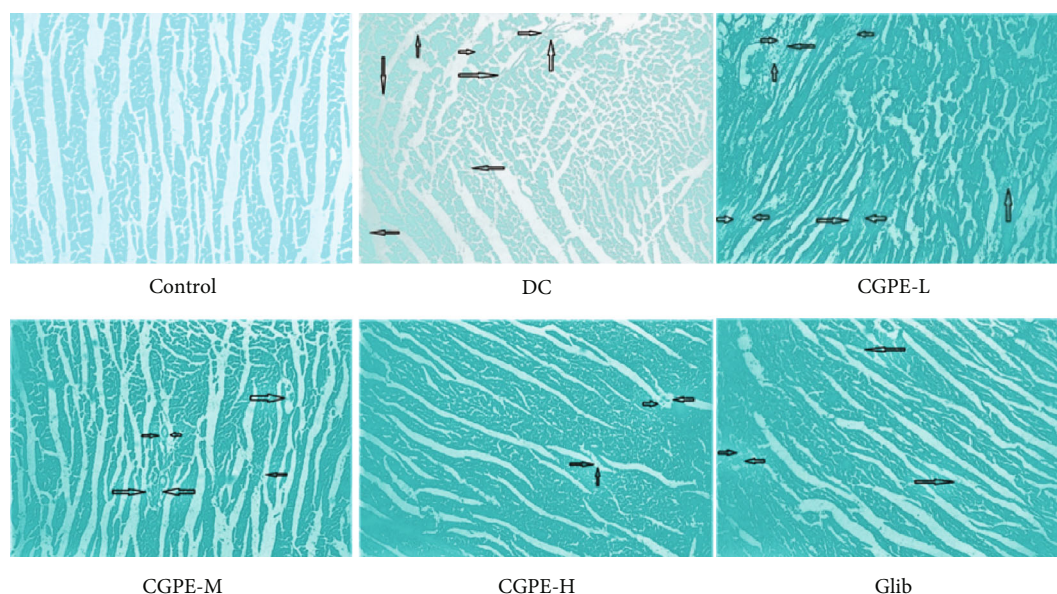 Control
DC
CGPE-L
CGPE-M
CGPE-H
Glib